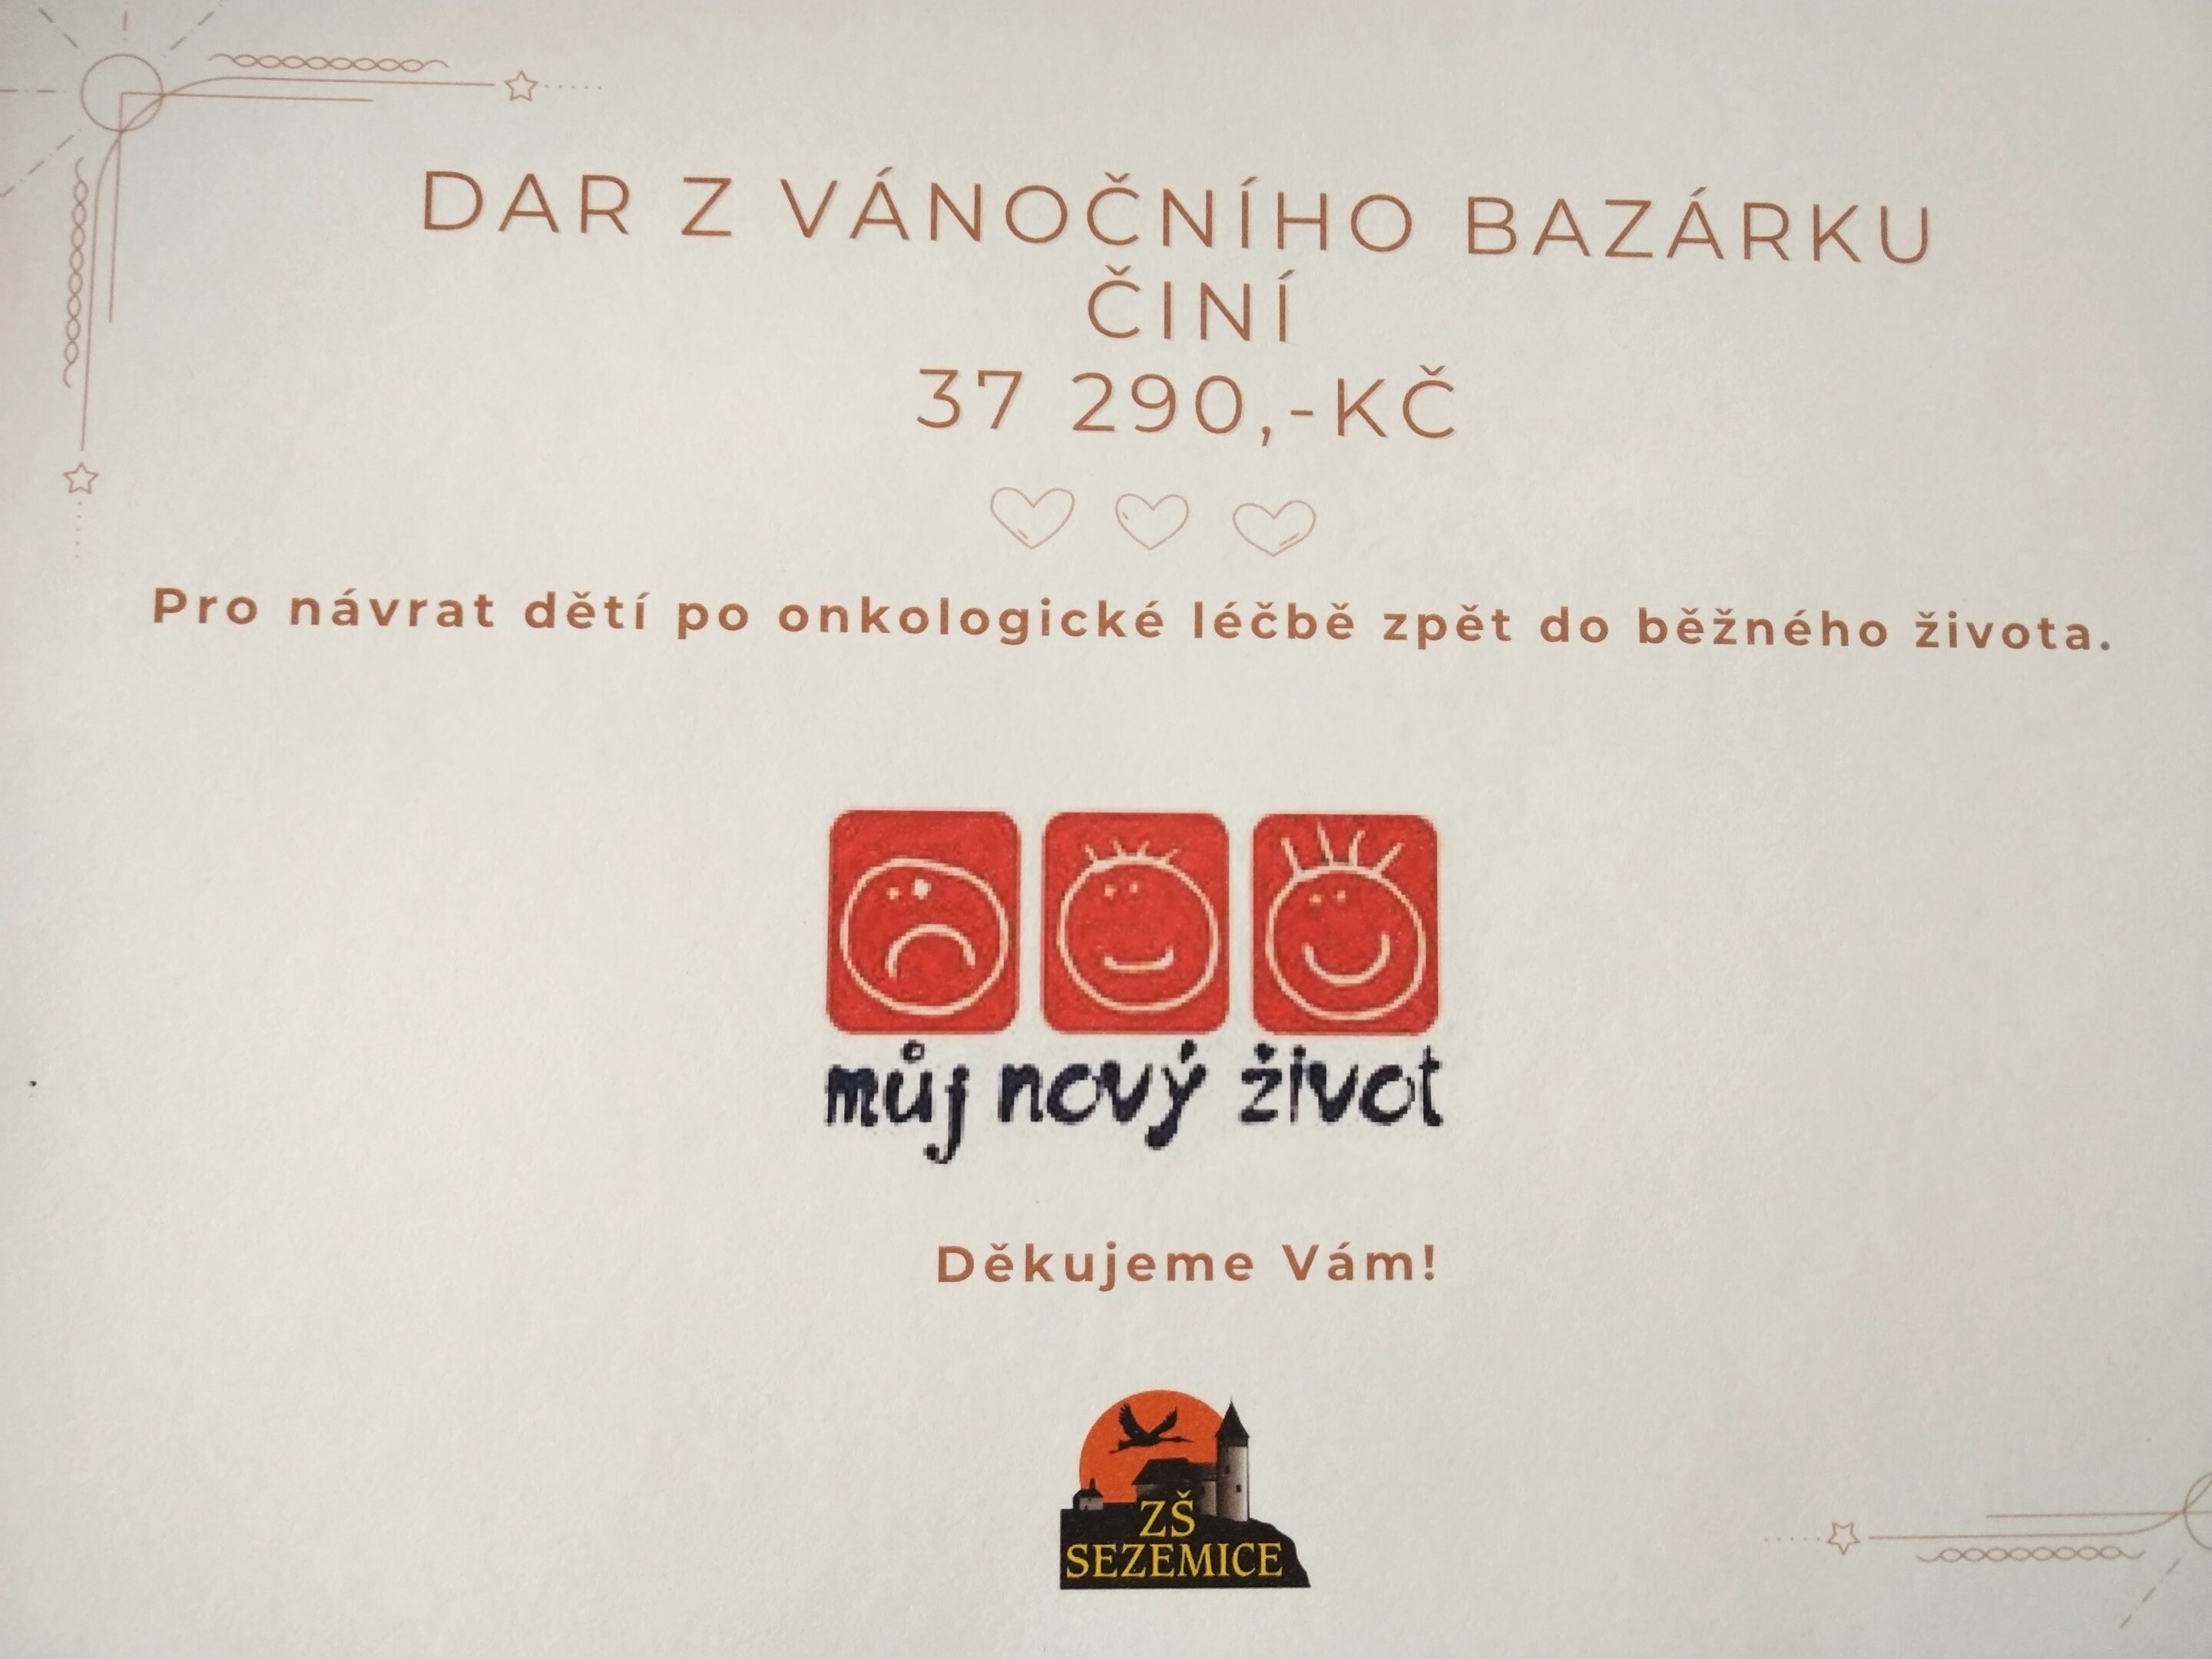 DAR Z VÁNOČNÍHO BAZÁRKU
ČINÍ
37 290,-KČ
Pro návrat dětí po onkologické léčbě zpět do běžného života.
můj nový život
Děkujeme Vám!
ZŠ
SEZEMICE